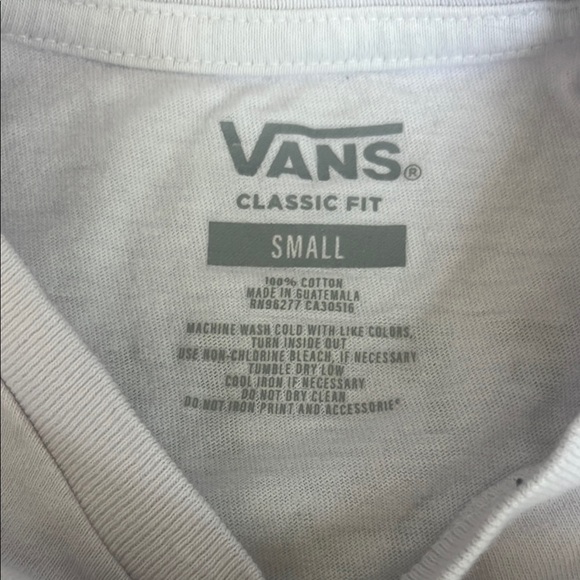 VANS®
CLASSIC FIT
SMALL
100% COTTON
MADE IN GUATEMALA
RN96277 CA30516
MACHINE WASH COLD WITH LIKE COLORS,
TURN INSIDE OUT
USE NON-CHLORINE BLEACH, IF NECESSARY
TUMBLE DRY LOW
COOL IRON IF NECESSARY
DO NOT DRY CLEAN
DO NOT IRON PRINT AND